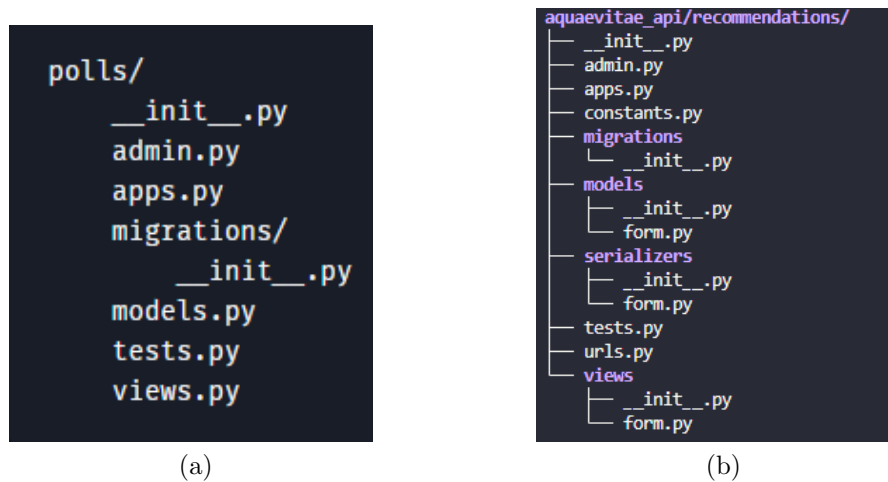 polls/
__init__.py
admin.py
apps.py
migrations/
__init__.py
models.py
tests.py
views.py
(a)
aquaevitae_api/recommendations/
__init__.py
admin.py
apps.py
constants.py
migrations
__init__.py
models
__init__.py
form.py
serializers
__init__.py
form.py
tests.py
urls.py
views
__init__.py
form.py
(b)